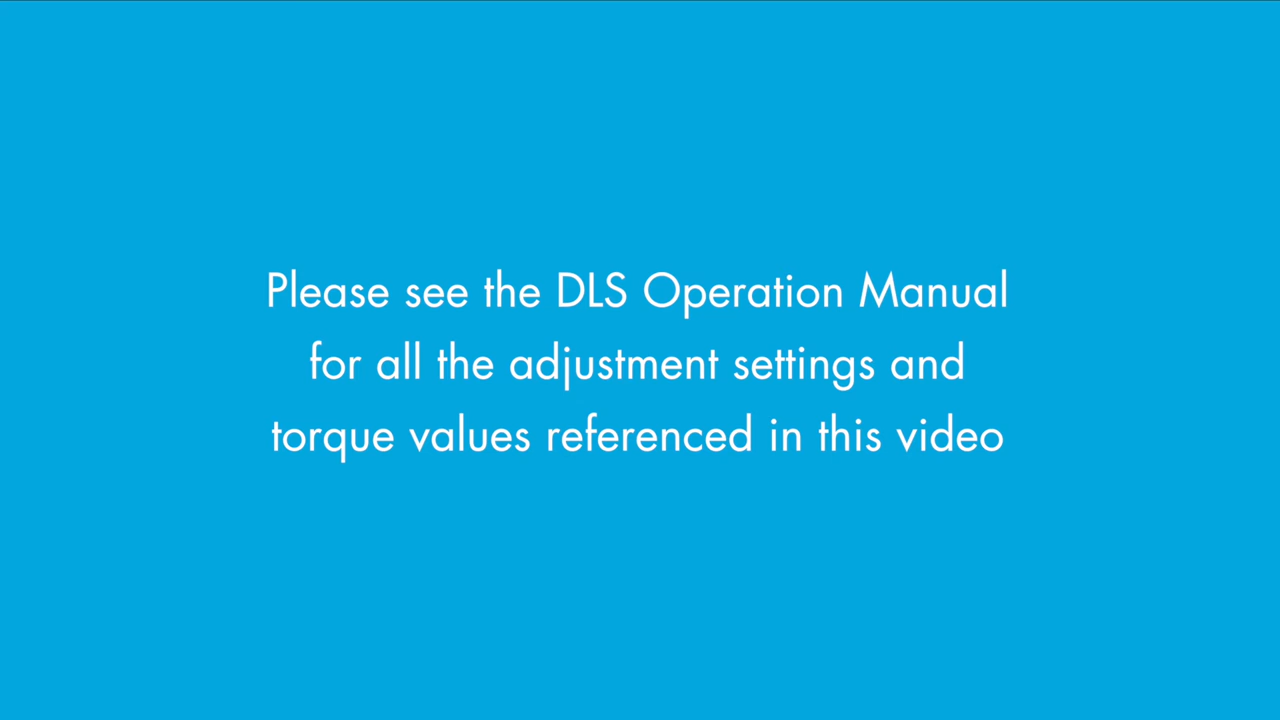 Please see the DLS Operation Manual
for all the adjustment settings and
torque values referenced in this video